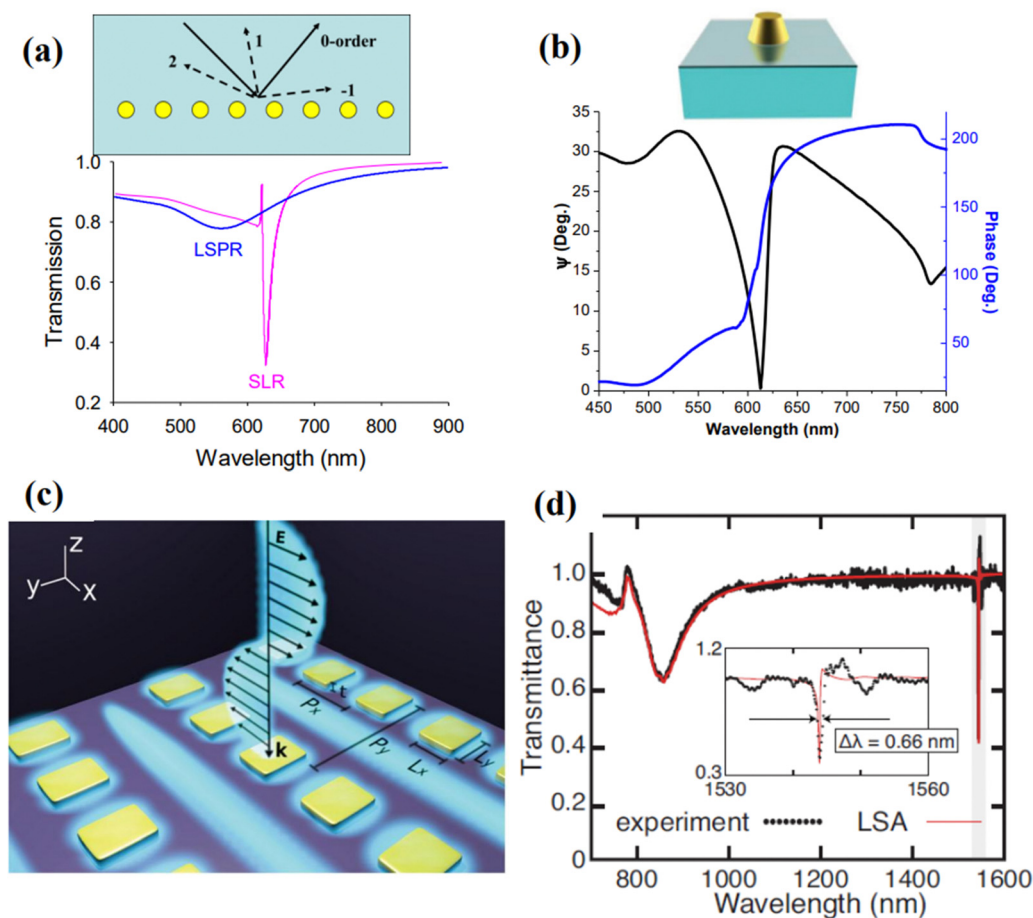 (a)
1
0-order
2
-1
1.0
0.8
0.6
0.4
0.2
Transmission
LSPR
SLR
400 500 600 700 800 900
Wavelength (nm)
(b)
35
30
25
20
15
10
5
0
Ψ (Deg.)
200
150
100
50
Phase (Deg.)
450 500 550 600 650 700 750 800
Wavelength (nm)
(c)
z
y
x
E
k
t
Px
Py
Lx
Ly
(d)
1.0
0.8
0.6
0.4
0.2
0
Transmittance
1.2
0.3
Δλ = 0.66 nm
1530 1560
experiment LSA
800 1000 1200 1400 1600
Wavelength (nm)